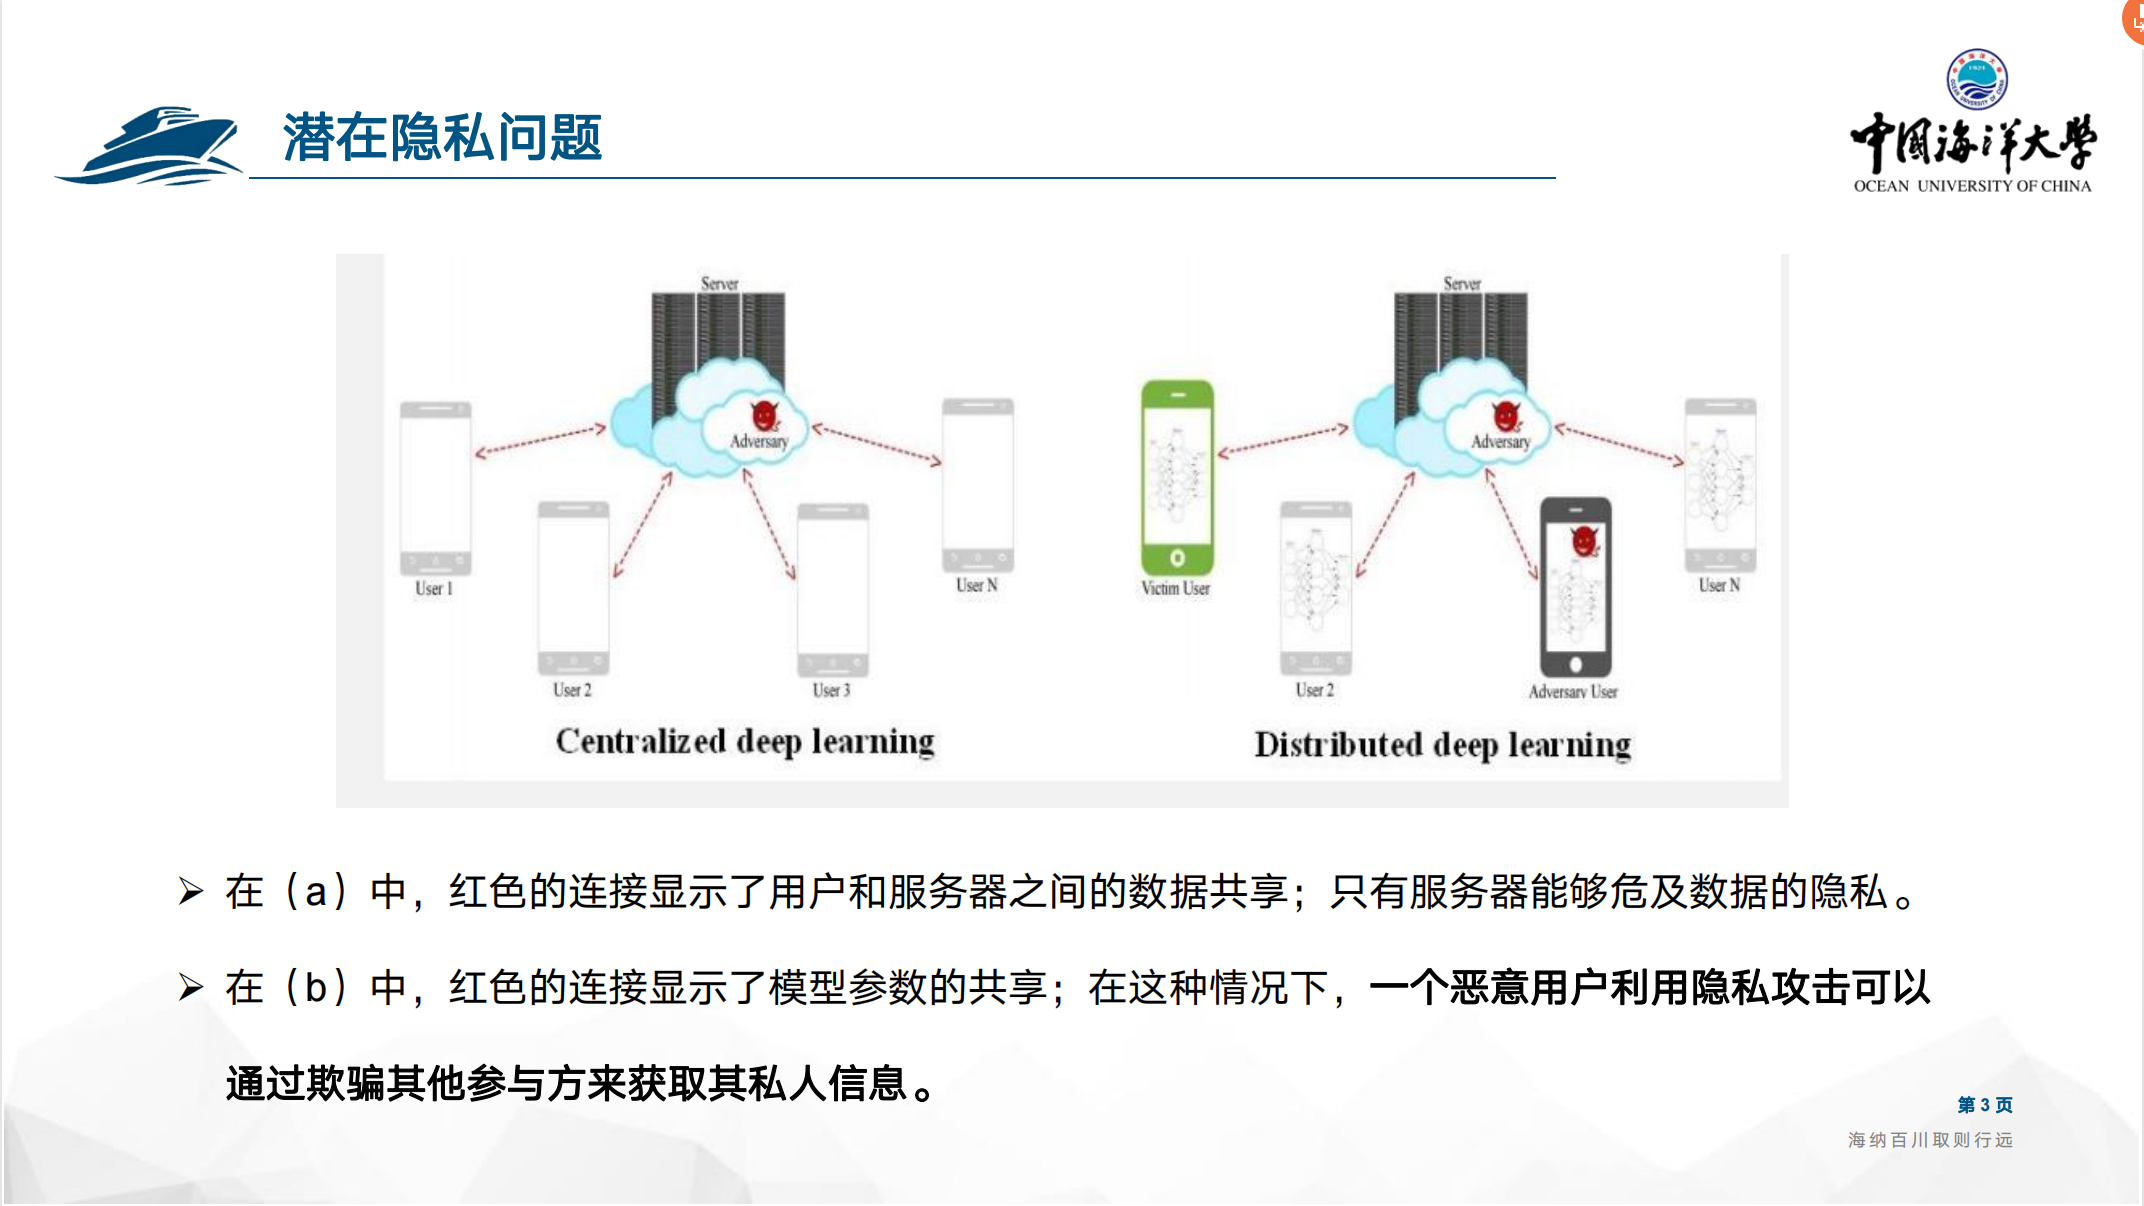 潜在隐私问题
中国海洋大学
OCEAN UNIVERSITY OF CHINA
Server
Adversary
User 1
User 2
User 3
User N
Centralized deep learning
Server
Adversary
Victim User
User 2
Adversary User
User N
Distributed deep learning
➢ 在（a）中，红色的连接显示了用户和服务器之间的数据共享；只有服务器能够危及数据的隐私。
➢ 在（b）中，红色的连接显示了模型参数的共享；在这种情况下，一个恶意用户利用隐私攻击可以
通过欺骗其他参与方来获取其私人信息。
第 3 页
海纳百川取则行远